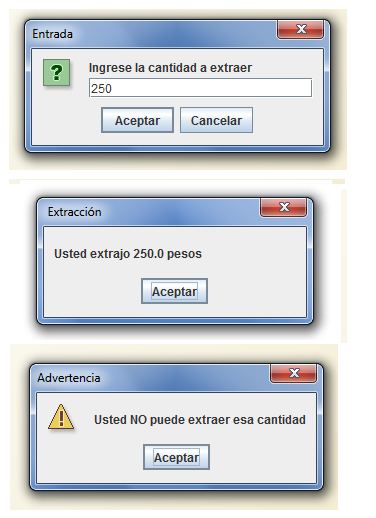 Entrada
Ingrese la cantidad a extraer
250
Aceptar Cancelar
Extracción
Usted extrajo 250.0 pesos
Aceptar
Advertencia
Usted NO puede extraer esa cantidad
Aceptar